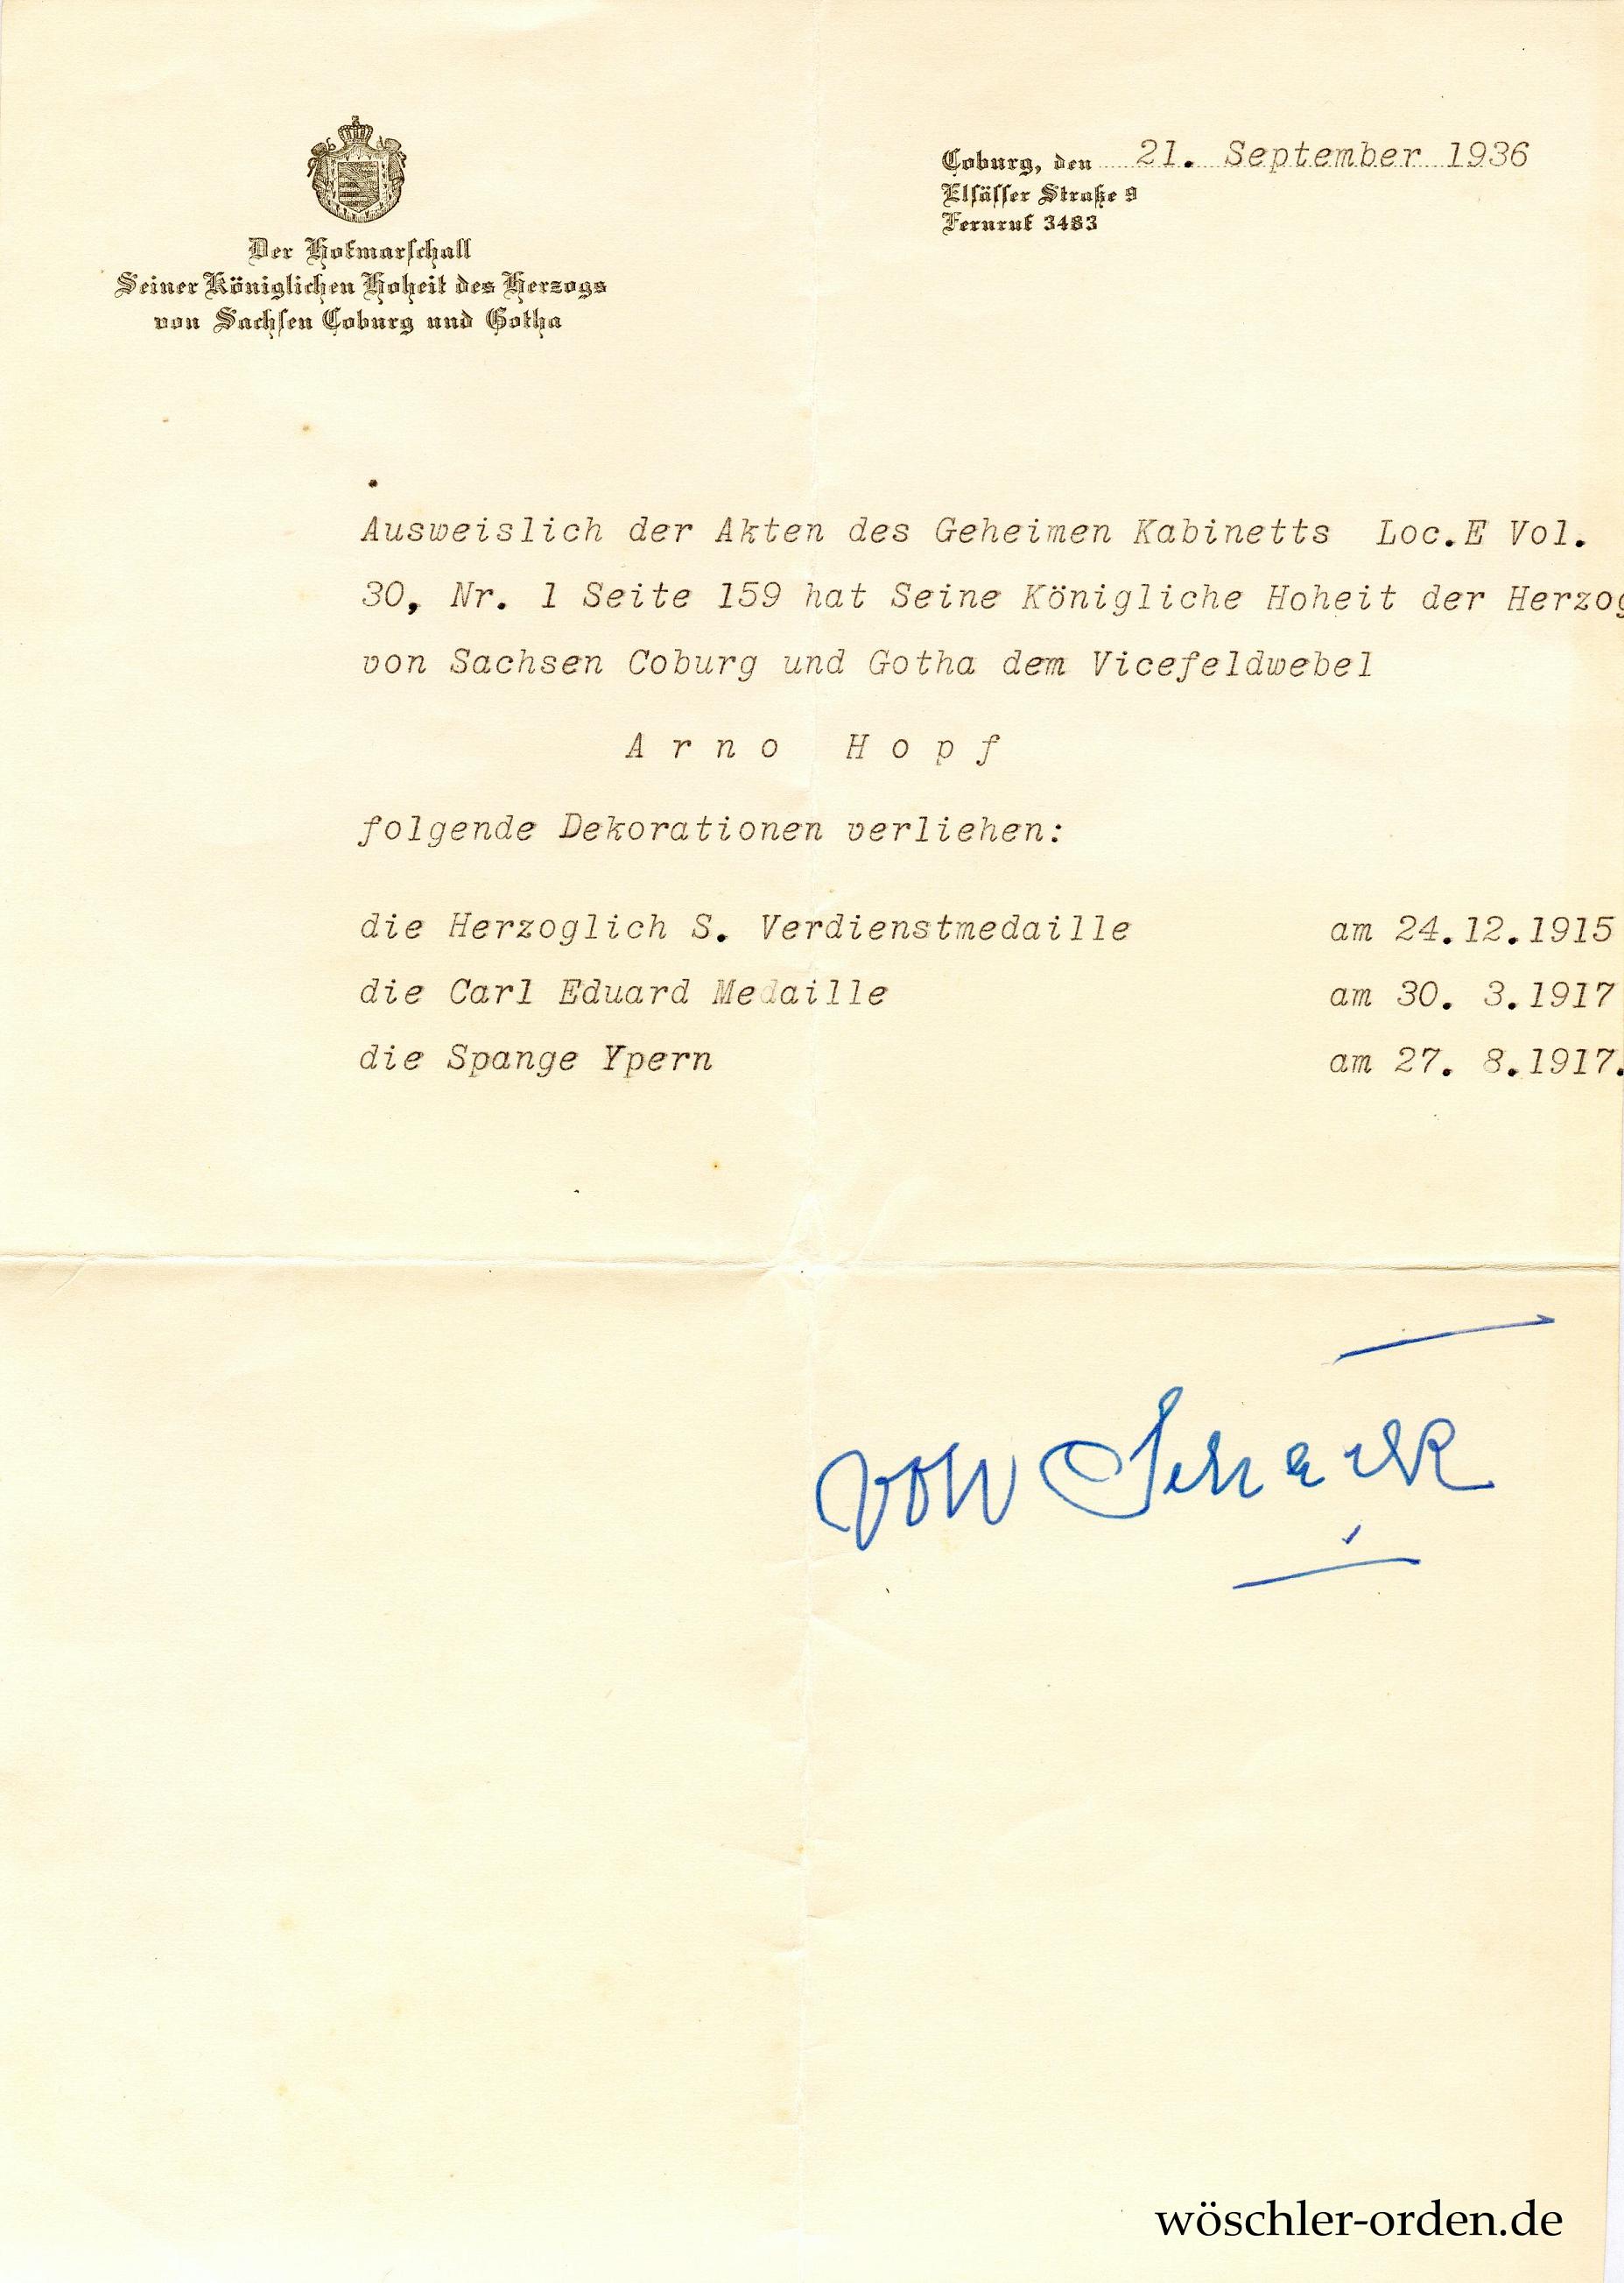 Der Hofmarschall
Seiner Königlichen Hoheit des Herzogs
von Sachsen Coburg und Gotha
Coburg, den 21. September 1936
Elsässer Straße 9
Fernruf 3483
Ausweislich der Akten des Geheimen Kabinetts Loc.E Vol.
30, Nr. 1 Seite 159 hat Seine Königliche Hoheit der Herzog
von Sachsen Coburg und Gotha dem Vicefeldwebel
Arno Hopf
folgende Dekorationen verliehen:
die Herzoglich S. Verdienstmedaille am 24.12.1915
die Carl Eduard Medaille am 30. 3.1917
die Spange Ypern am 27. 8.1917.
von Schack
wöschler-orden.de